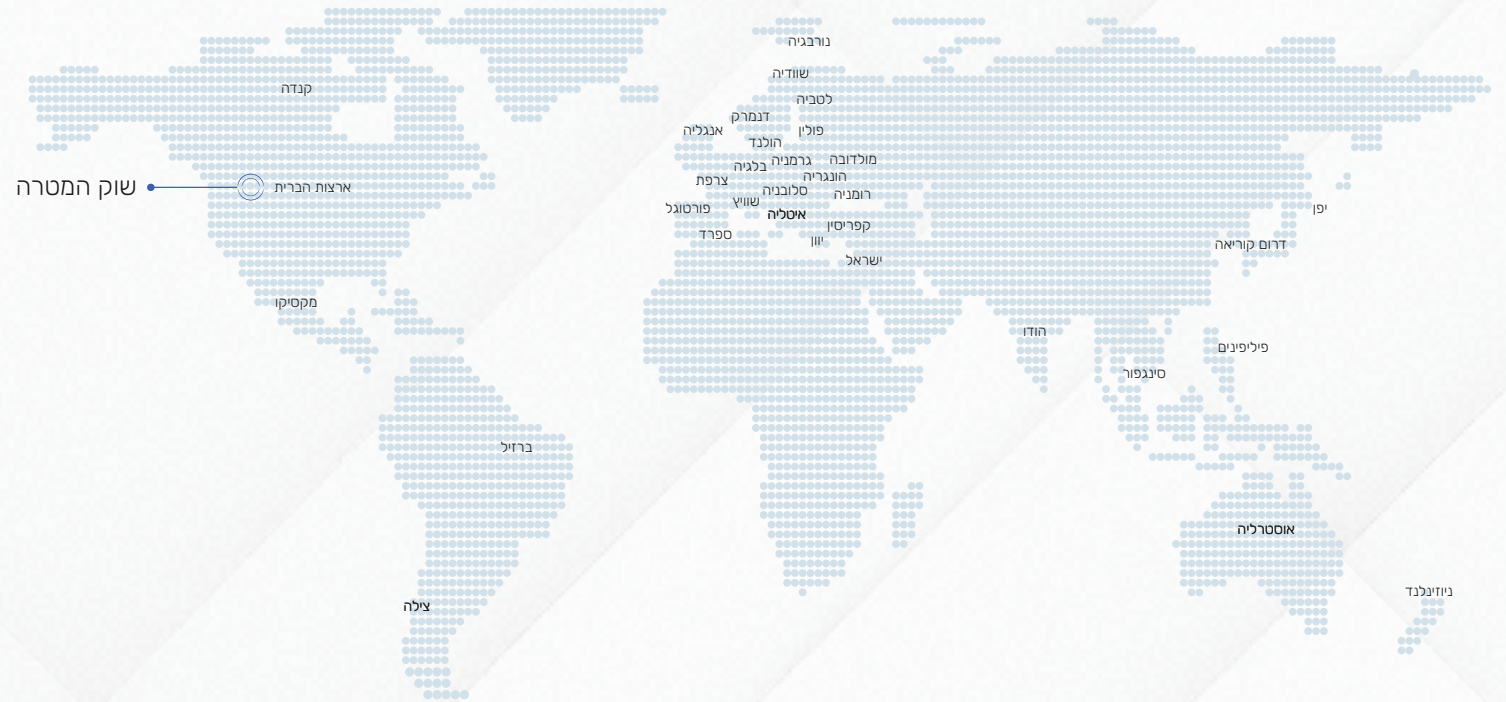 נורבגיה
שוודיה
קנדה
לטביה
דנמרק
אנגליה
פולין
הולנד
מולדובה
גרמניה
בלגיה
הונגריה
צרפת
שוק המטרה
ארצות הברית
סלובניה
רומניה
שוויץ
פורטוגל
איטליה
יפן
קפריסין
ספרד
יוון
דרום קוריאה
ישראל
מקסיקו
הודו
פיליפינים
סינגפור
ברזיל
אוסטרליה
ניוזינלנד
צילה